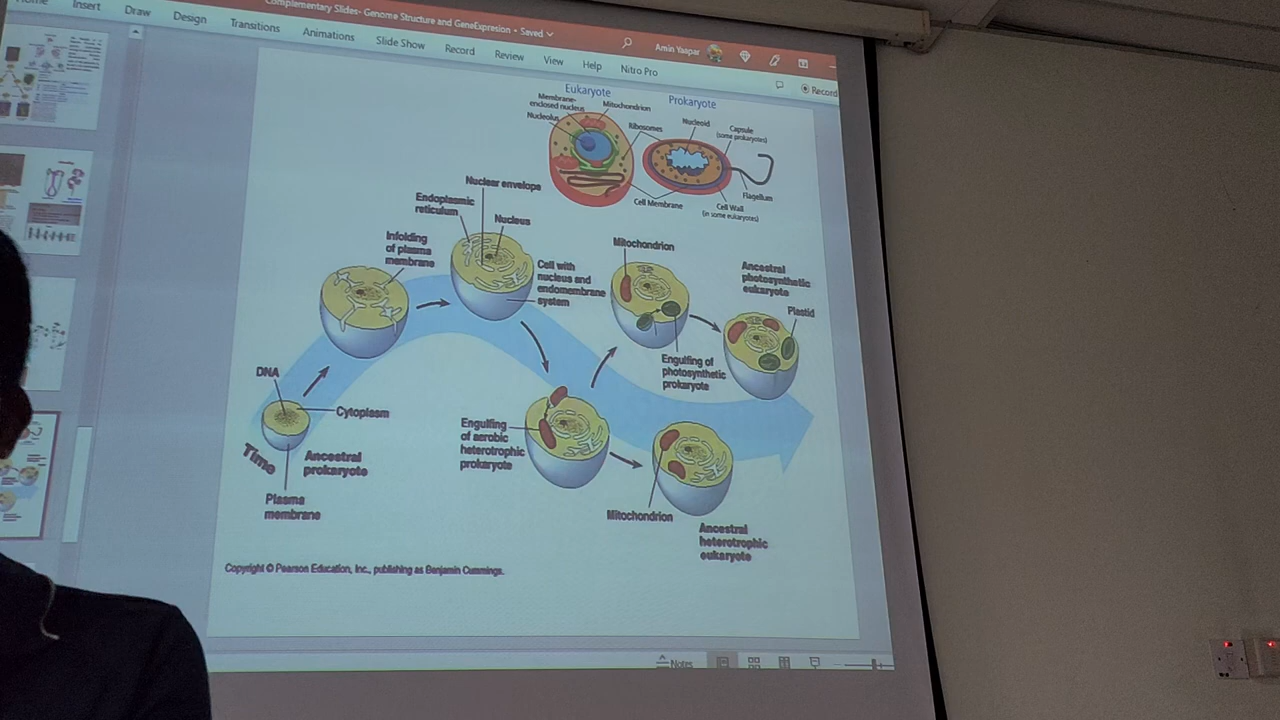 Complementary Slides- Genome Structure and GeneExpresion • Saved
Amin Yaapar
Home Insert Draw Design Transitions Animations Slide Show Record Review View Help Nitro Pro
Record
Eukaryote
Prokaryote
Membrane-
enclosed nucleus
Mitochondrion
Nucleolus
Ribosomes
Nucleoid
Capsule
(some prokaryotes)
Cell Membrane
Flagellum
Cell Wall
(in some eukaryotes)
Nuclear envelope
Endoplasmic
reticulum
Nucleus
Infolding
of plasma
membrane
Cell with
nucleus and
endomembrane
system
Mitochondrion
Ancestral
photosynthetic
eukaryote
Plastid
Engulfing of
photosynthetic
prokaryote
DNA
Cytoplasm
Time
Ancestral
prokaryote
Plasma
membrane
Engulfing
of aerobic
heterotrophic
prokaryote
Mitochondrion
Ancestral
heterotrophic
eukaryote
Copyright © Pearson Education, Inc., publishing as Benjamin Cummings.
Notes